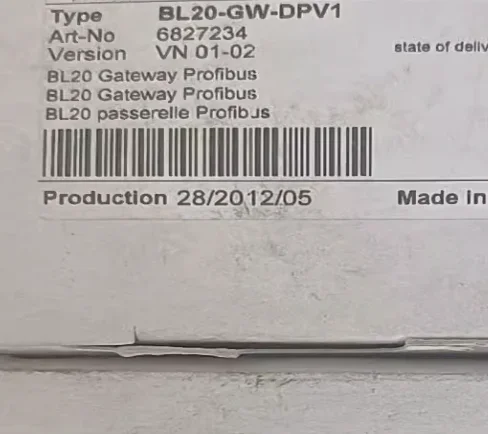 Type BL20-GW-DPV1
Art-No 6827234
Version VN 01-02
state of deliv
BL20 Gateway Profibus
BL20 Gateway Profibus
BL20 passerelle Profibus
Production 28/2012/05 Made in